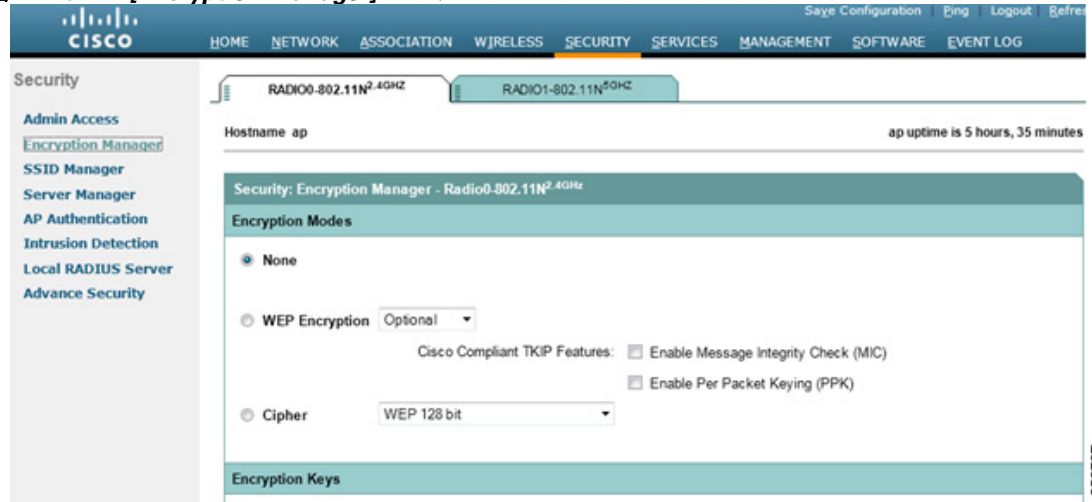 Save Configuration Ping Logout Refres
CISCO
HOME NETWORK ASSOCIATION WIRELESS SECURITY SERVICES MANAGEMENT SOFTWARE EVENT LOG
Security
Admin Access
Encryption Manager
SSID Manager
Server Manager
AP Authentication
Intrusion Detection
Local RADIUS Server
Advance Security
RADIO0-802.11N2.4GHZ RADIO1-802.11N5GHZ
Hostname ap ap uptime is 5 hours, 35 minutes
Security: Encryption Manager - Radio0-802.11N2.4GHz
Encryption Modes
None
WEP Encryption Optional
Cisco Compliant TKIP Features: Enable Message Integrity Check (MIC)
Enable Per Packet Keying (PPK)
Cipher WEP 128 bit
Encryption Keys